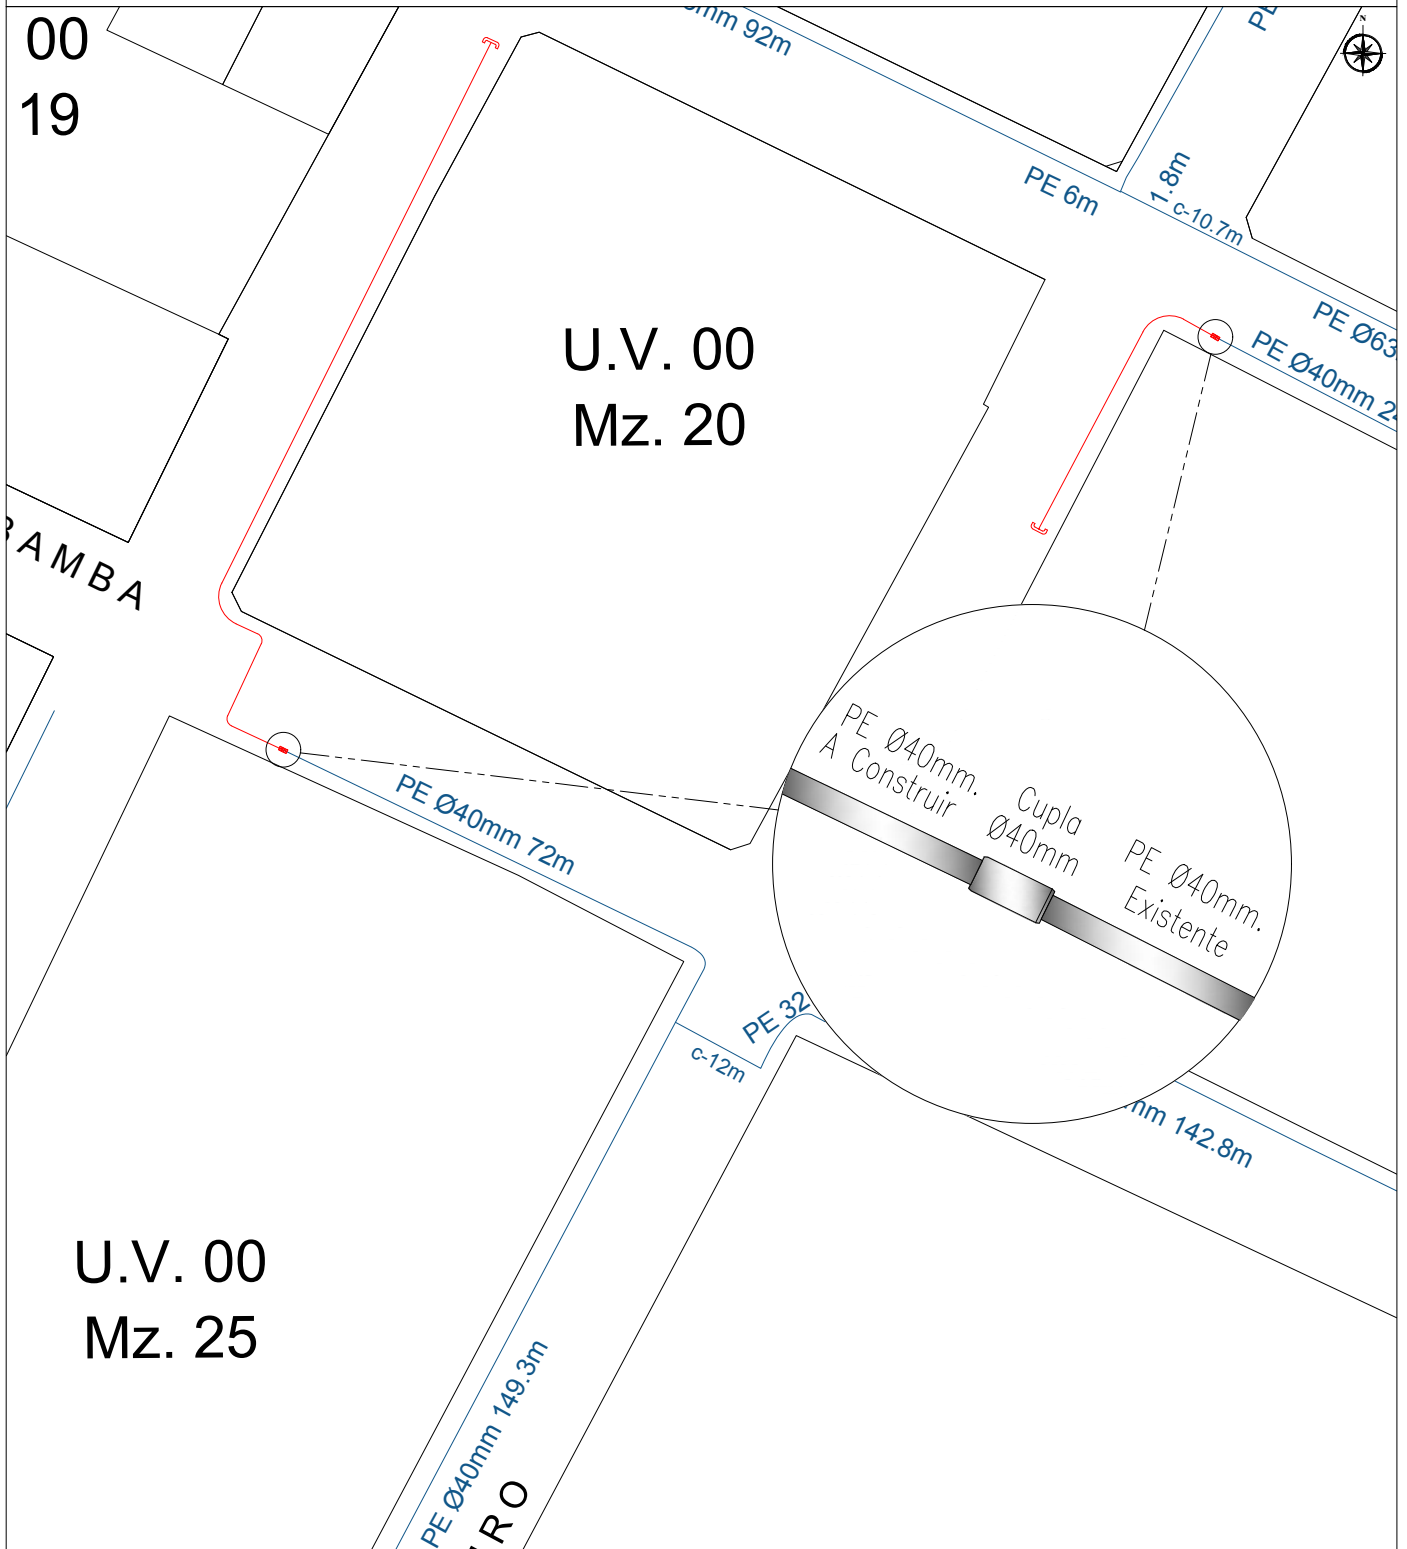 00
19
mm 92m
PE
N
PE 6m
1.8m
c-10.7m
PE Ø63
PE Ø40mm 2
U.V. 00
Mz. 20
BAMBA
PE Ø40mm.
A Construir
Cupla
Ø40mm
PE Ø40mm.
Existente
PE Ø40mm 72m
PE 32
c-12m
mm 142.8m
U.V. 00
Mz. 25
PE Ø40mm 149.3m
RO